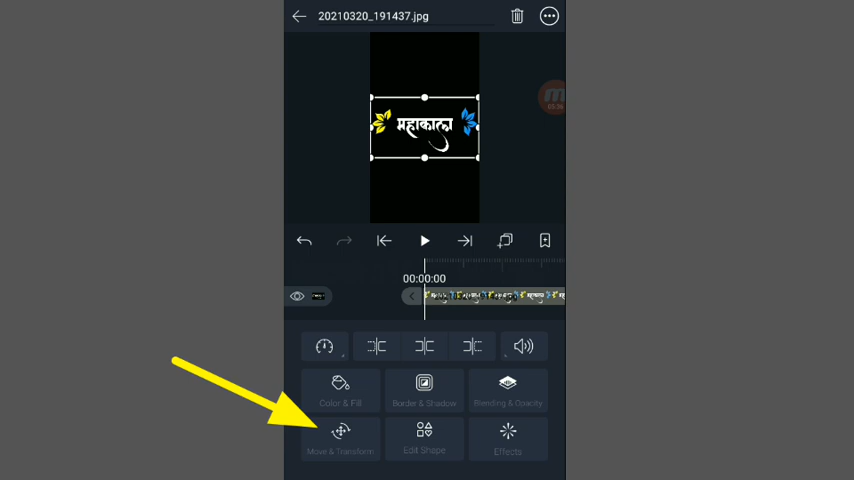 20210320_191437.jpg
महाकाला
00:00:00
Color & Fill
Border & Shadow
Blending & Opacity
Move & Transform
Edit Shape
Effects